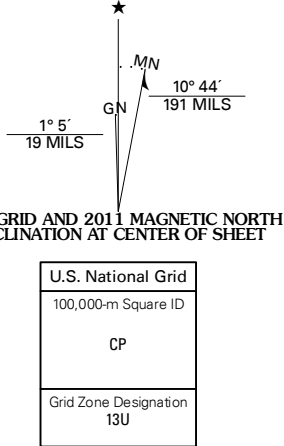 MN
10° 44´
191 MILS
GN
1° 5´
19 MILS
GRID AND 2011 MAGNETIC NORTH
CLINATION AT CENTER OF SHEET
U.S. National Grid
100,000-m Square ID
CP
Grid Zone Designation
13U